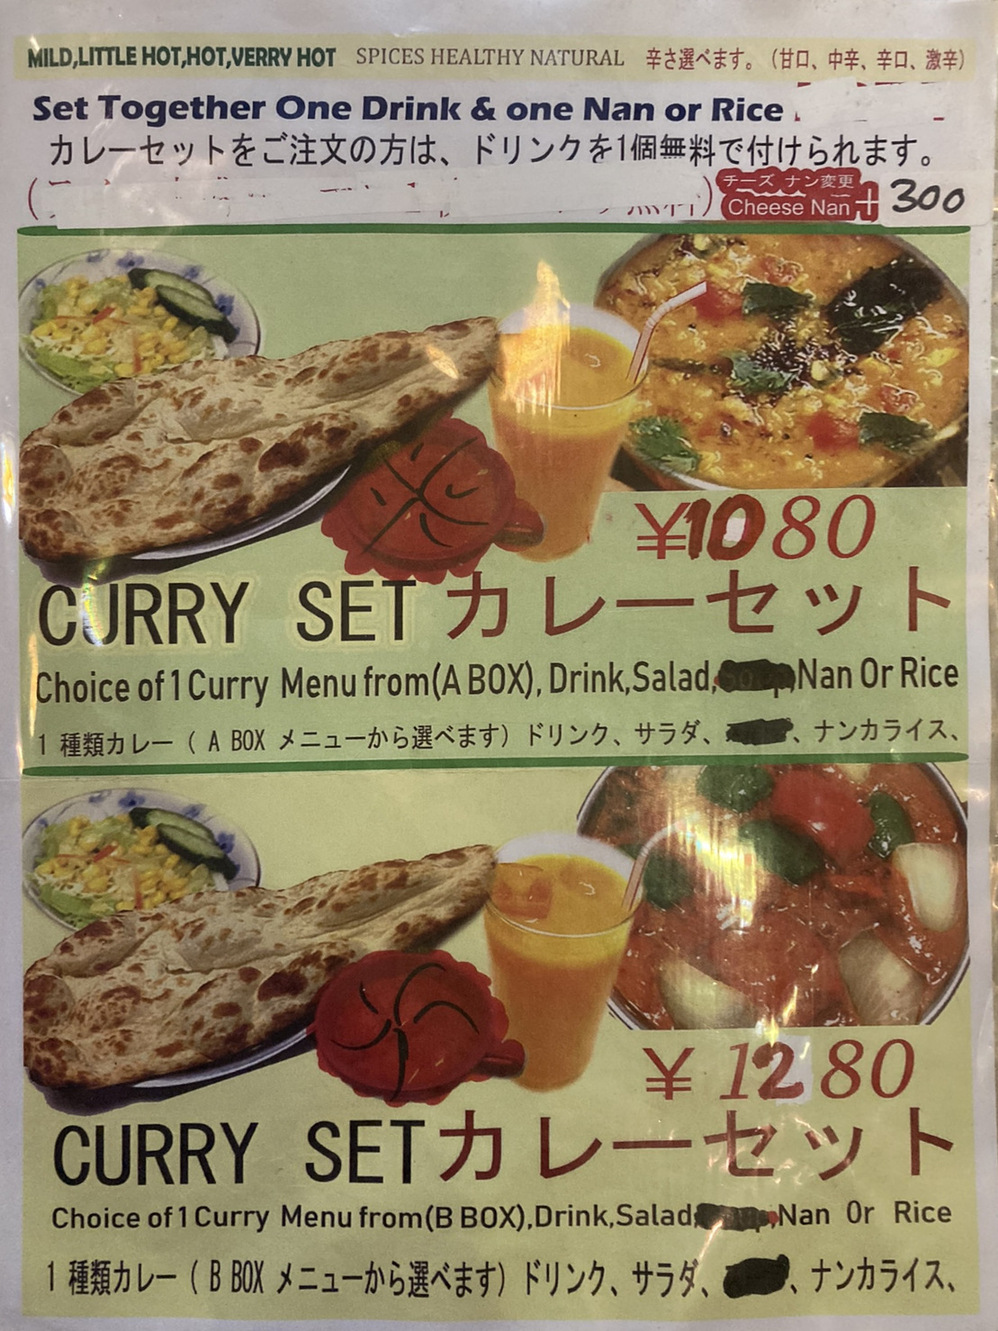 MILD,LITTLE HOT,HOT,VERRY HOT SPICES HEALTHY NATURAL 辛さ選べます。(甘口、中辛、辛口、激辛)
Set Together One Drink & one Nan or Rice
カレーセットをご注文の方は、ドリンクを1個無料で付けられます。
チーズ ナン変更
Cheese Nan + 300
¥1080
CURRY SET カレーセット
Choice of 1 Curry Menu from(A BOX), Drink,Salad, Nan Or Rice
1 種類カレー ( A BOX メニューから選べます) ドリンク、サラダ、 、ナンカライス、
¥ 1280
CURRY SET カレーセット
Choice of 1 Curry Menu from(B BOX),Drink,Salad, Nan Or Rice
1 種類カレー ( B BOX メニューから選べます) ドリンク、サラダ、 、ナンカライス、